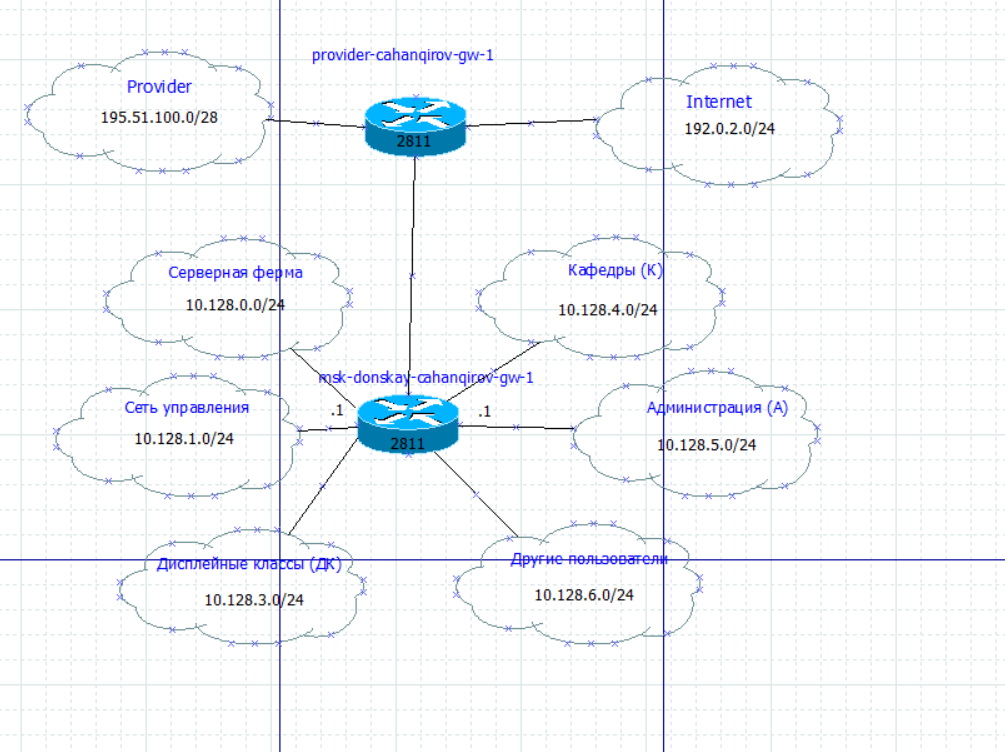 provider-cahanqirov-gw-1
Provider
195.51.100.0/28
2811
Internet
192.0.2.0/24
Серверная ферма
10.128.0.0/24
Кафедры (К)
10.128.4.0/24
msk-donskay-cahanqirov-gw-1
Сеть управления
10.128.1.0/24
.1
.1
2811
Администрация (А)
10.128.5.0/24
Дисплейные классы (ДК)
10.128.3.0/24
Другие пользователи
10.128.6.0/24